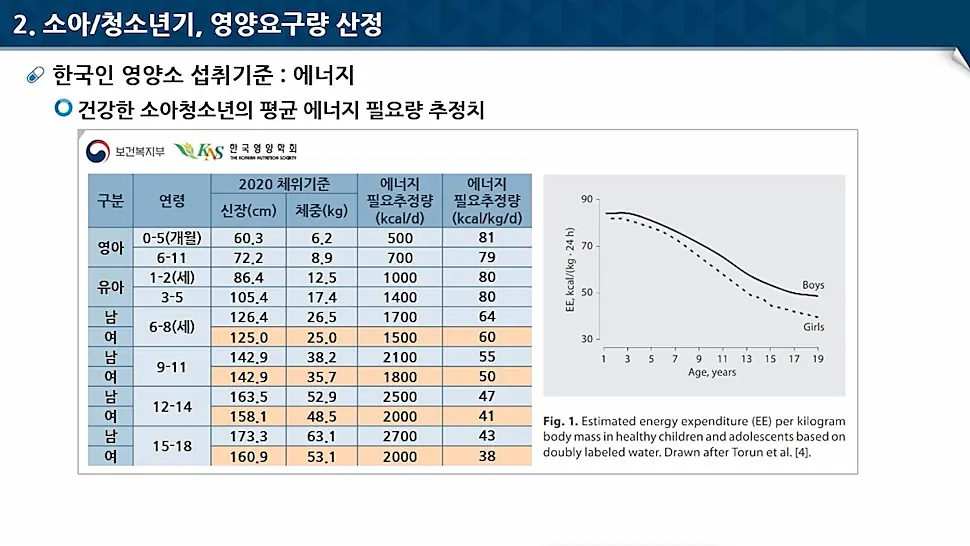 2. 소아/청소년기, 영양요구량 산정
한국인 영양소 섭취기준 : 에너지
건강한 소아청소년의 평균 에너지 필요량 추정치
보건복지부 KNS 한국영양학회
THE KOREAN NUTRITION SOCIETY
구분 연령 2020 체위기준 에너지 필요추정량 (kcal/d) 에너지 필요추정량 (kcal/kg/d)
신장(cm) 체중(kg)
영아 0-5(개월) 60.3 6.2 500 81
6-11 72.2 8.9 700 79
유아 1-2(세) 86.4 12.5 1000 80
3-5 105.4 17.4 1400 80
남 6-8(세) 126.4 26.5 1700 64
여 125.0 25.0 1500 60
남 9-11 142.9 38.2 2100 55
여 142.9 35.7 1800 50
남 12-14 163.5 52.9 2500 47
여 158.1 48.5 2000 41
남 15-18 173.3 63.1 2700 43
여 160.9 53.1 2000 38
EE, kcal/(kg · 24 h)
90
70
50
30
Boys
Girls
1 3 5 7 9 11 13 15 17 19
Age, years
Fig. 1. Estimated energy expenditure (EE) per kilogram
body mass in healthy children and adolescents based on
doubly labeled water. Drawn after Torun et al. [4].